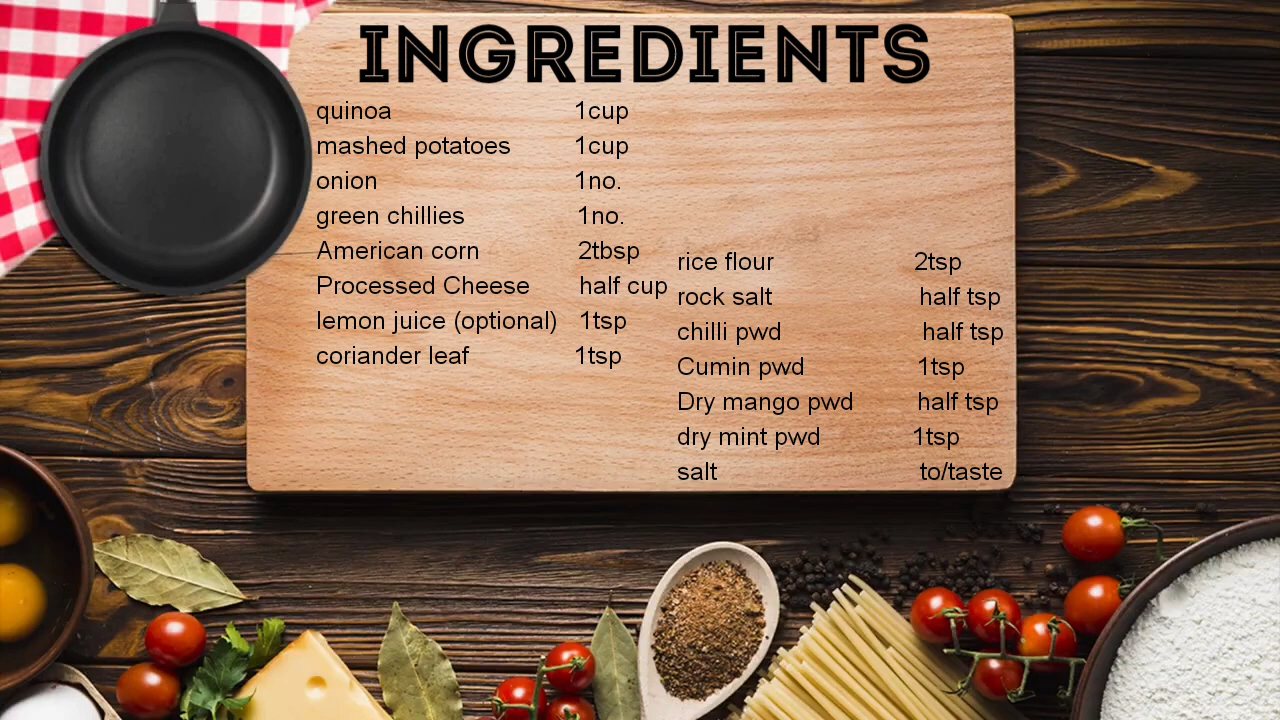 INGREDIENTS
quinoa 1cup
mashed potatoes 1cup
onion 1no.
green chillies 1no.
American corn 2tbsp
Processed Cheese half cup
lemon juice (optional) 1tsp
coriander leaf 1tsp
rice flour 2tsp
rock salt half tsp
chilli pwd half tsp
Cumin pwd 1tsp
Dry mango pwd half tsp
dry mint pwd 1tsp
salt to/taste